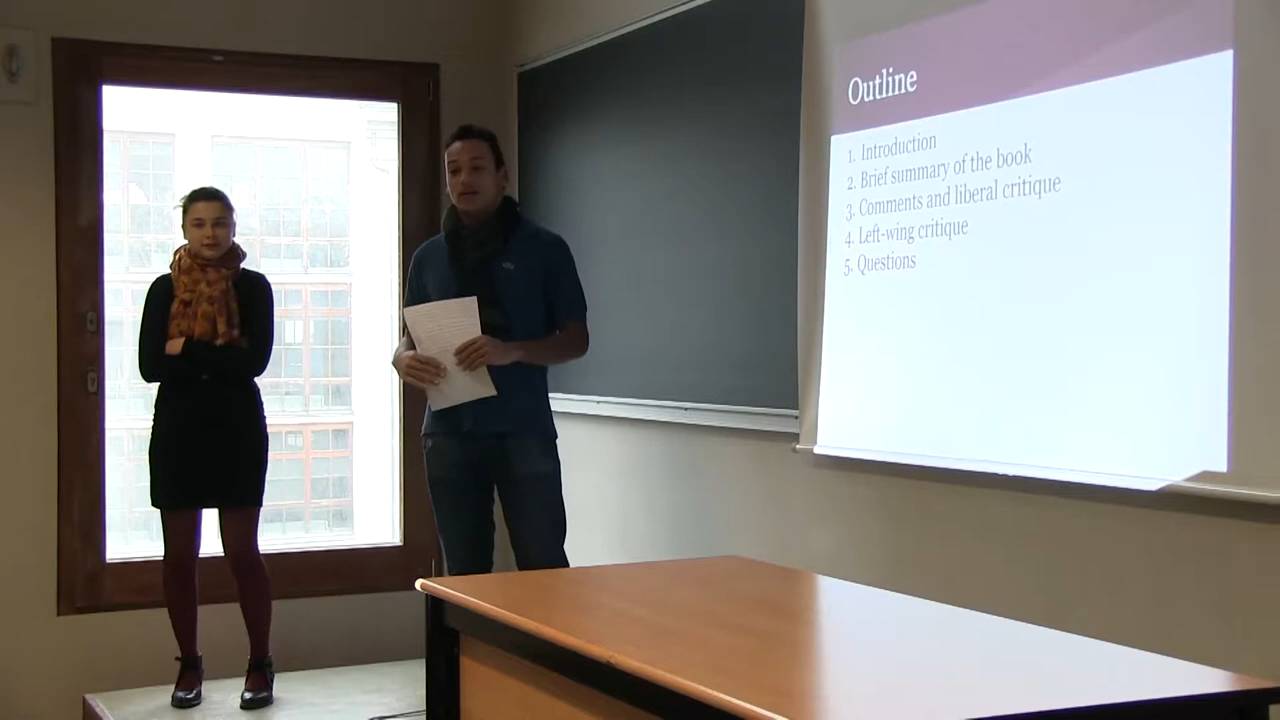 Outline
1. Introduction
2. Brief summary of the book
3. Comments and liberal critique
4. Left-wing critique
5. Questions